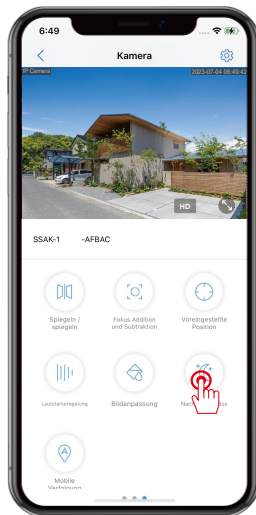 6:49
Kamera
IP Camera 2023-07-04 06:49:42
HD
SSAK-1 -AFBAC
Spiegeln /
spiegeln
Fokus Addition
und Subtraktion
Voreingestellte
Position
Lautstärkeregelung
Bildanpassung
Mobile
Verfolgung